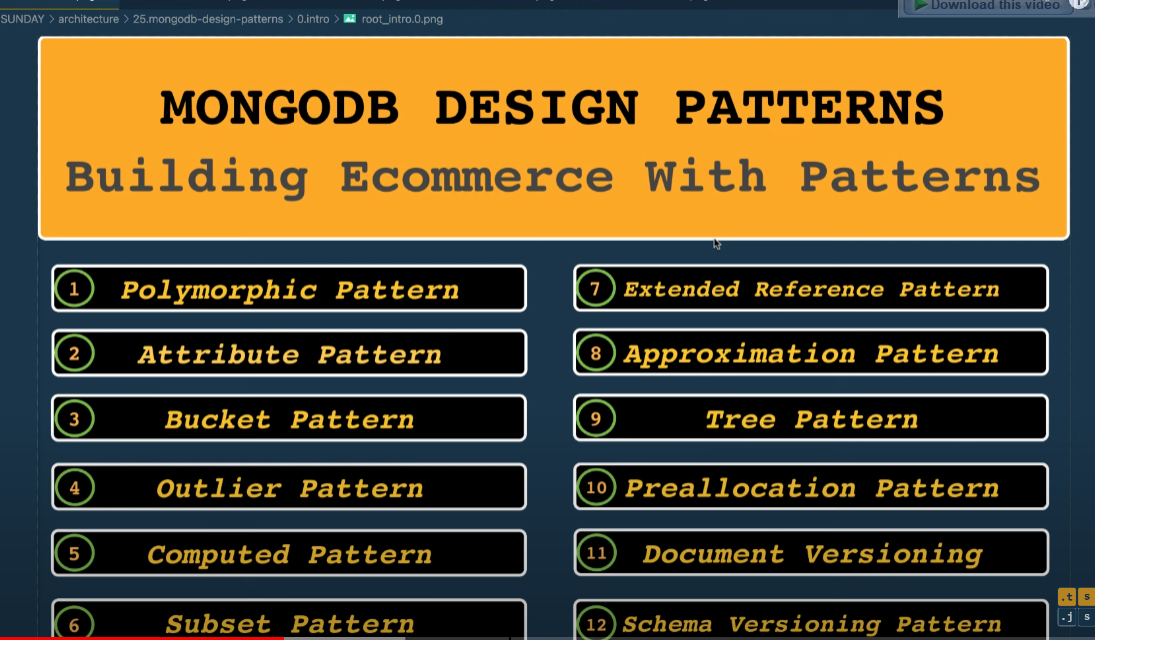 SUNDAY > architecture > 25.mongodb-design-patterns > 0.intro > root_intro.0.png
Download this video
MONGODB DESIGN PATTERNS
Building Ecommerce With Patterns
1 Polymorphic Pattern
2 Attribute Pattern
3 Bucket Pattern
4 Outlier Pattern
5 Computed Pattern
6 Subset Pattern
7 Extended Reference Pattern
8 Approximation Pattern
9 Tree Pattern
10 Preallocation Pattern
11 Document Versioning
12 Schema Versioning Pattern
.t s
.j s